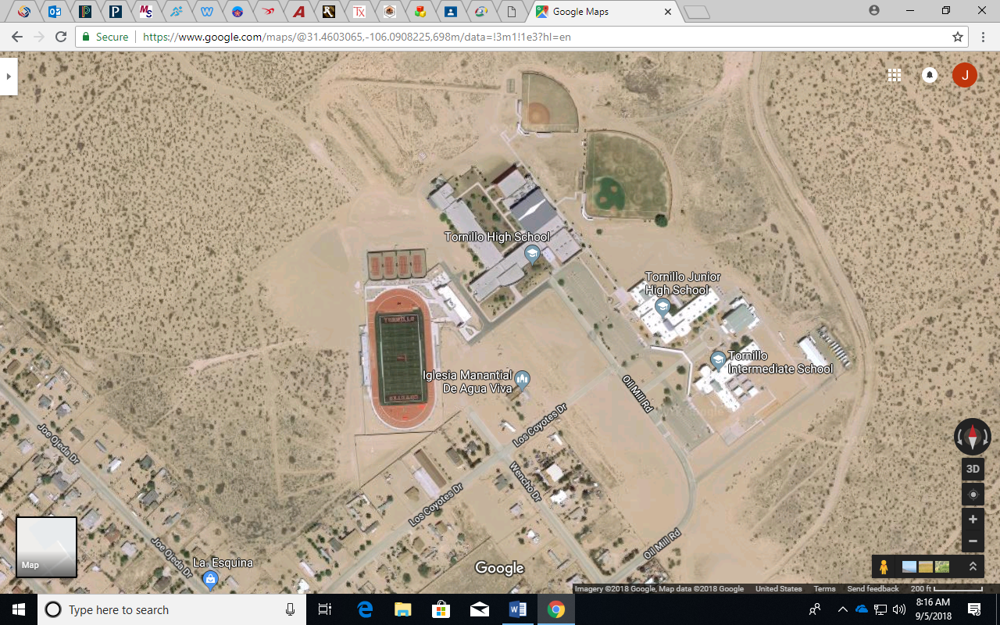 Google Maps
Secure
https://www.google.com/maps/@31.4603065,-106.0908225,698m/data=!3m1!1e3?hl=en
J
Tornillo High School
Tornillo Junior
High School
Tornillo
Intermediate School
TORNILLO
Iglesia Manantial
De Agua Viva
Oil Mill Rd
Los Coyotes Dr
Joe Ojeda Dr
Wencho Dr
Los Coyotes Dr
Oil Mill Rd
Joe Ojeda Dr
La. Esquina
3D
Map
Google
Imagery ©2018 Google, Map data ©2018 Google United States Terms Send feedback 200 ft
Type here to search
8:16 AM
9/5/2018